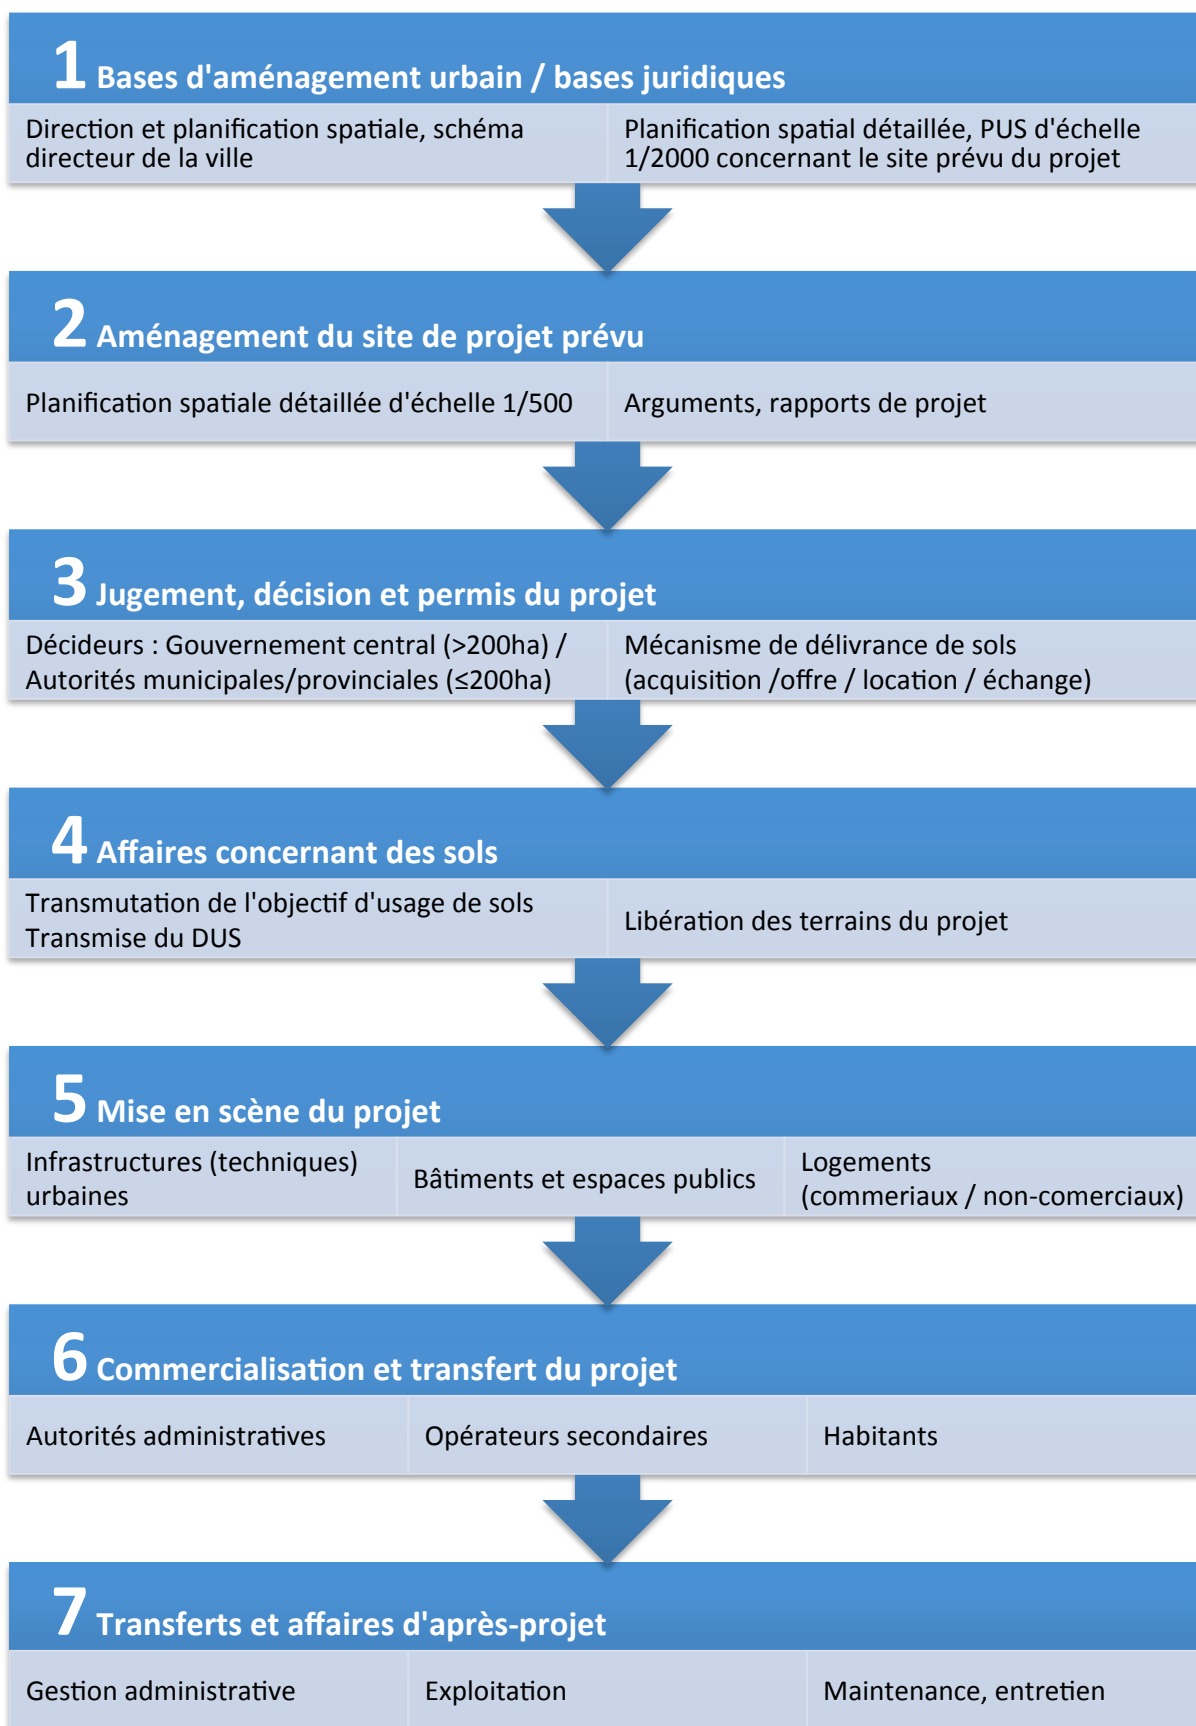 1 Bases d'aménagement urbain / bases juridiques
Direction et planification spatiale, schéma
directeur de la ville
Planification spatial détaillée, PUS d'échelle
1/2000 concernant le site prévu du projet
2 Aménagement du site de projet prévu
Planification spatiale détaillée d'échelle 1/500
Arguments, rapports de projet
3 Jugement, décision et permis du projet
Décideurs : Gouvernement central (>200ha) /
Autorités municipales/provinciales (≤200ha)
Mécanisme de délivrance de sols
(acquisition /offre / location / échange)
4 Affaires concernant des sols
Transmutation de l'objectif d'usage de sols
Transmise du DUS
Libération des terrains du projet
5 Mise en scène du projet
Infrastructures (techniques)
urbaines
Bâtiments et espaces publics
Logements
(commeriaux / non-comerciaux)
6 Commercialisation et transfert du projet
Autorités administratives
Opérateurs secondaires
Habitants
7 Transferts et affaires d'après-projet
Gestion administrative
Exploitation
Maintenance, entretien